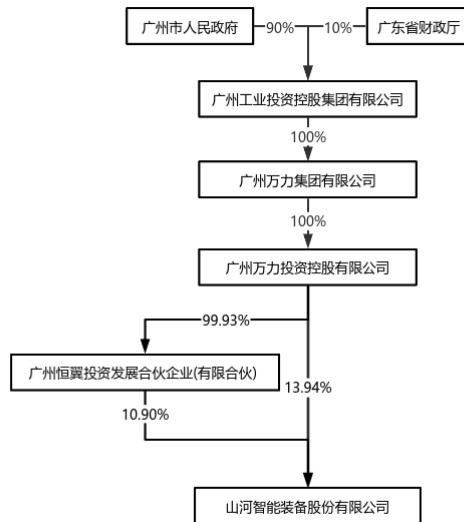 广州市人民政府
90%
10%
广东省财政厅
广州工业投资控股集团有限公司
100%
广州万力集团有限公司
100%
广州万力投资控股有限公司
99.93%
广州恒翼投资发展合伙企业(有限合伙)
13.94%
10.90%
山河智能装备股份有限公司